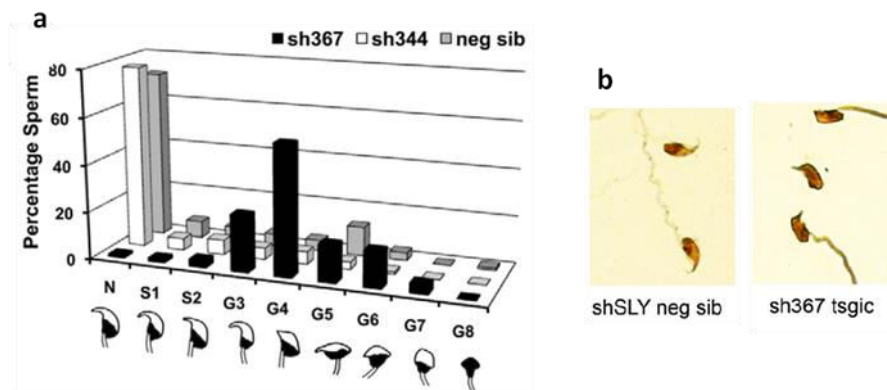 a
■ sh367 □ sh344 ■ neg sib
Percentage Sperm
80
60
40
20
0
N S1 S2 G3 G4 G5 G6 G7 G8
b
shSLY neg sib
sh367 tsgic